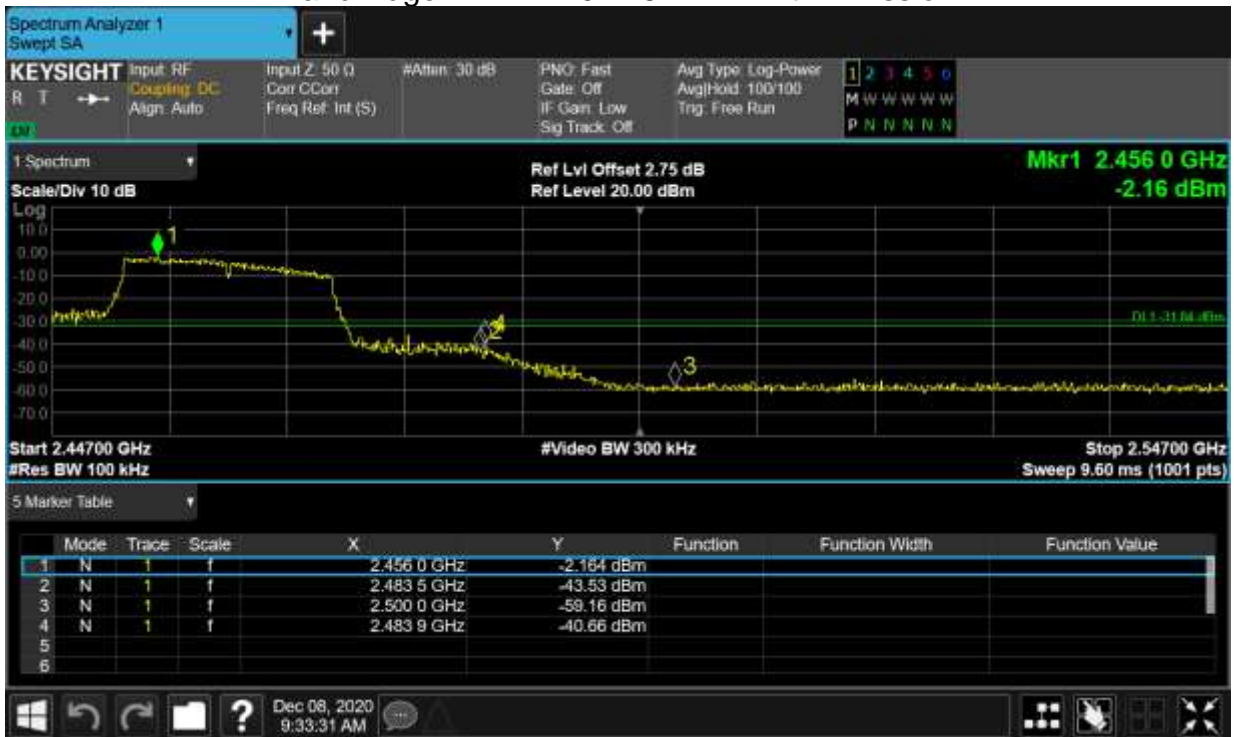 Spectrum Analyzer 1
Swept SA
+
KEYSIGHT Input: RF Input Z: 50 Ω #Atten: 30 dB PNO: Fast Avg Type: Log-Power 1 2 3 4 5 6
R T Coupling: DC Corr CCorr Gate: Off Avg|Hold: 100/100 M W W W W W
Align: Auto Freq Ref: Int (S) IF Gain: Low Trig: Free Run
Sig Track: Off P N N N N N
1 Spectrum Ref Lvl Offset 2.75 dB Mkr1 2.456 0 GHz
Scale/Div 10 dB Ref Level 20.00 dBm -2.16 dBm
Log
10.0
0.00
-10.0
-20.0
-30.0
-40.0
-50.0
-60.0
-70.0
1
2
3
DL1 -31.84 dBm
Start 2.44700 GHz #Video BW 300 kHz Stop 2.54700 GHz
#Res BW 100 kHz Sweep 9.60 ms (1001 pts)
5 Marker Table
Mode Trace Scale X Y Function Function Width Function Value
1 N 1 f 2.456 0 GHz -2.164 dBm
2 N 1 f 2.483 5 GHz -43.53 dBm
3 N 1 f 2.500 0 GHz -59.16 dBm
4 N 1 f 2.483 9 GHz -40.66 dBm
5
6
? Dec 08, 2020
9:33:31 AM